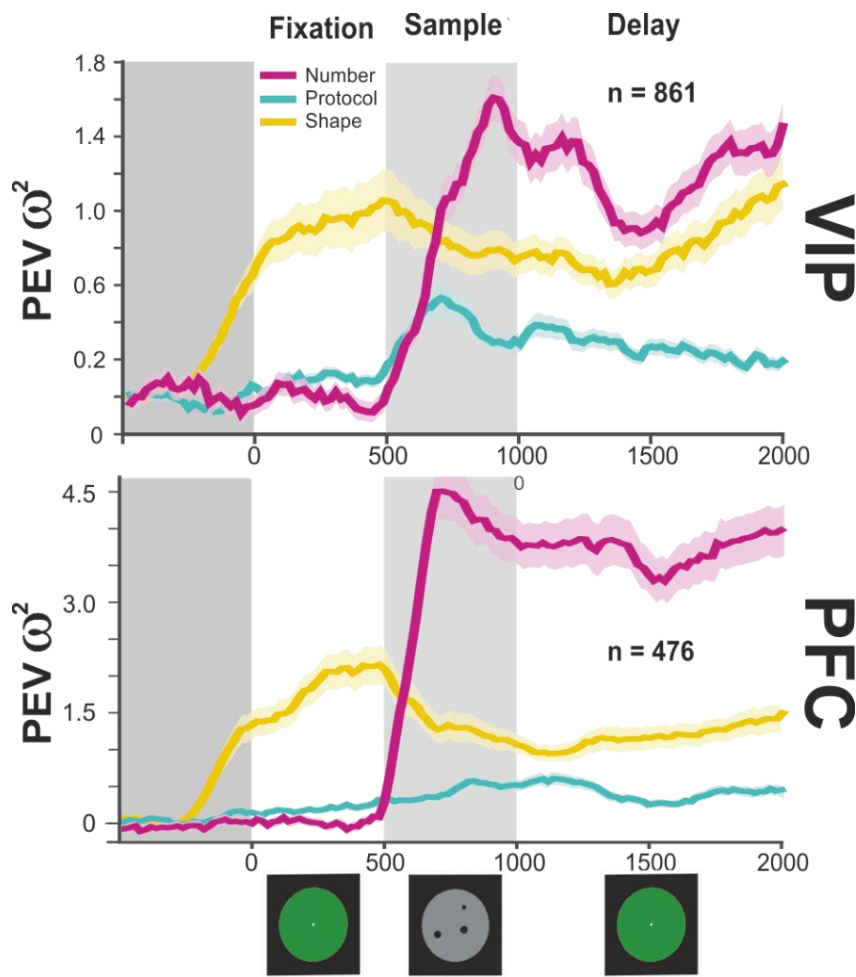 Fixation Sample Delay
1.8
1.4
1.0
0.6
0.2
0
PEV ω²
Number
Protocol
Shape
n = 861
VIP
0 500 1000 1500 2000
0
4.5
3.0
1.5
0
PEV ω²
n = 476
PFC
0 500 1000 1500 2000